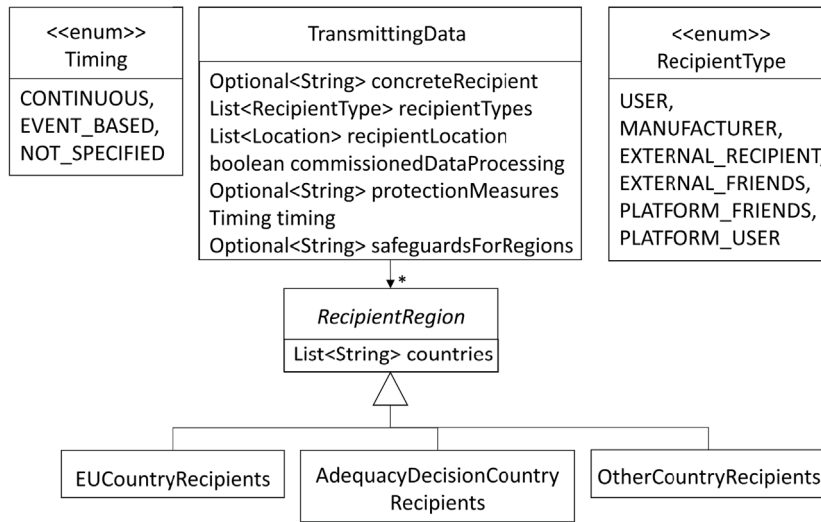 <<enum>>
Timing
CONTINUOUS,
EVENT_BASED,
NOT_SPECIFIED
TransmittingData
Optional<String> concreteRecipient
List<RecipientType> recipientTypes
List<Location> recipientLocation
boolean commissionedDataProcessing
Optional<String> protectionMeasures
Timing timing
Optional<String> safeguardsForRegions
<<enum>>
RecipientType
USER,
MANUFACTURER,
EXTERNAL_RECIPIENT,
EXTERNAL_FRIENDS,
PLATFORM_FRIENDS,
PLATFORM_USER
*
RecipientRegion
List<String> countries
EUCountryRecipients
AdequacyDecisionCountry
Recipients
OtherCountryRecipients